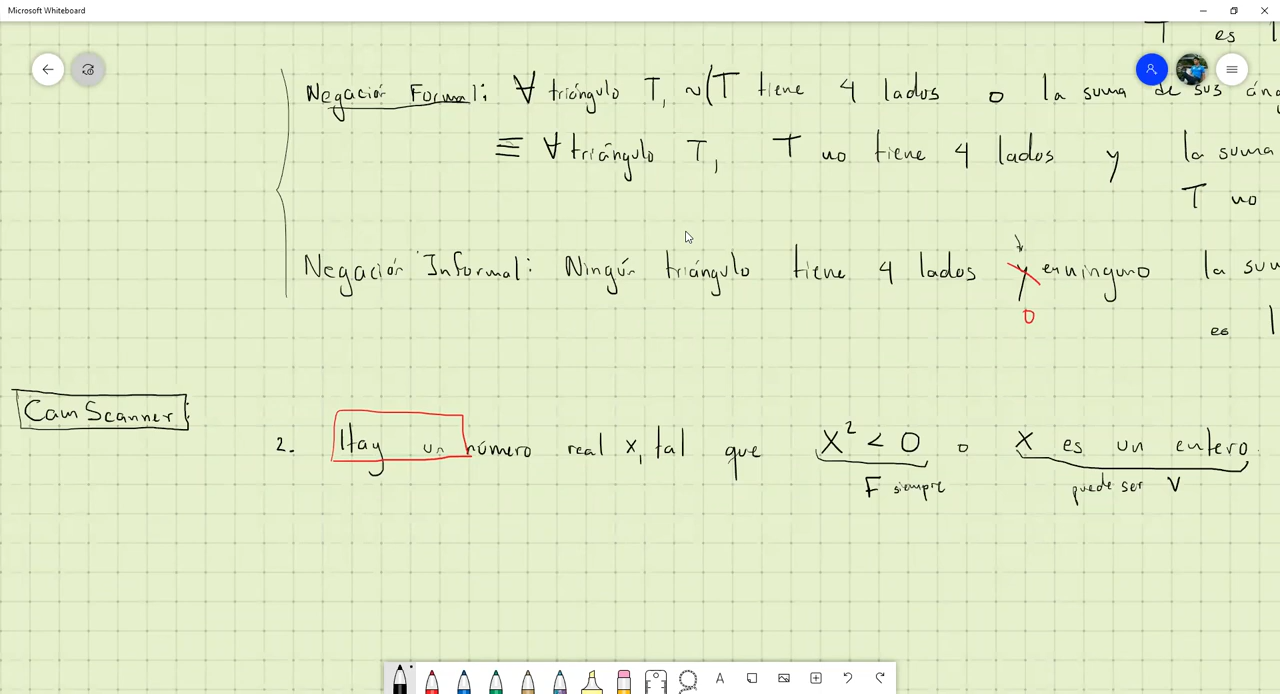 Microsoft Whiteboard
T es
Negación Formal: ∀ triángulo T, ~(T tiene 4 lados o la suma de sus
≡ ∀ triángulo T, T no tiene 4 lados y la suma
T no
Negación Informal: Ningún triángulo tiene 4 lados y en ninguno la sum
o
es
CamScanner:
2. Hay un número real x, tal que X² < 0 o X es un entero.
F siempre puede ser V
A